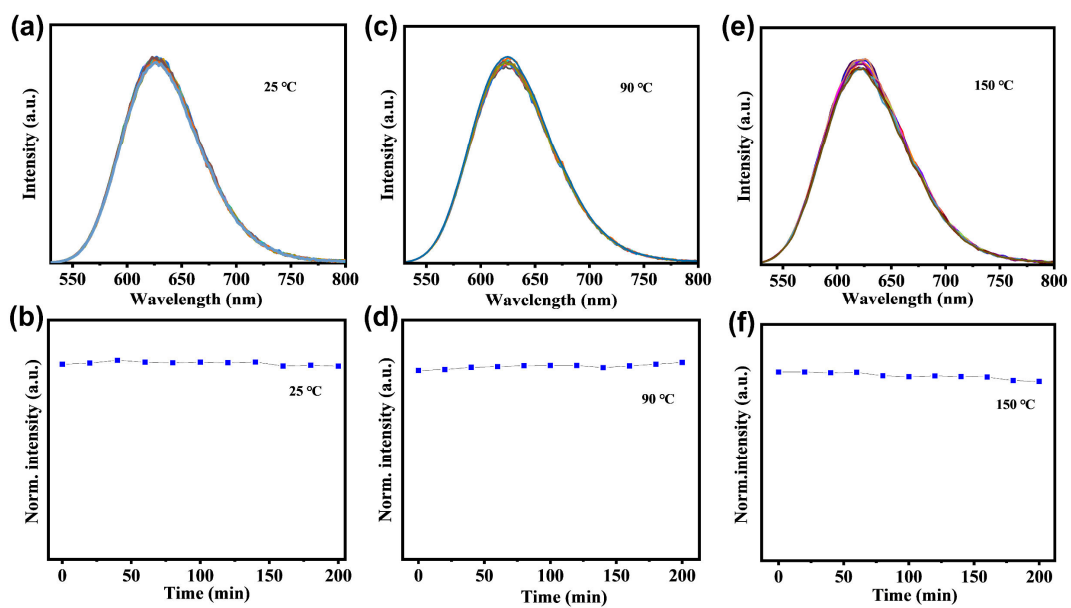 (a)
Intensity (a.u.)
25 ℃
550 600 650 700 750 800
Wavelength (nm)
(c)
Intensity (a.u.)
90 ℃
550 600 650 700 750 800
Wavelength (nm)
(e)
Intensity (a.u.)
150 ℃
550 600 650 700 750 800
Wavelength (nm)
(b)
Norm. intensity (a.u.)
25 ℃
0 50 100 150 200
Time (min)
(d)
Norm. intensity (a.u.)
90 ℃
0 50 100 150 200
Time (min)
(f)
Norm.intensity (a.u.)
150 ℃
0 50 100 150 200
Time (min)